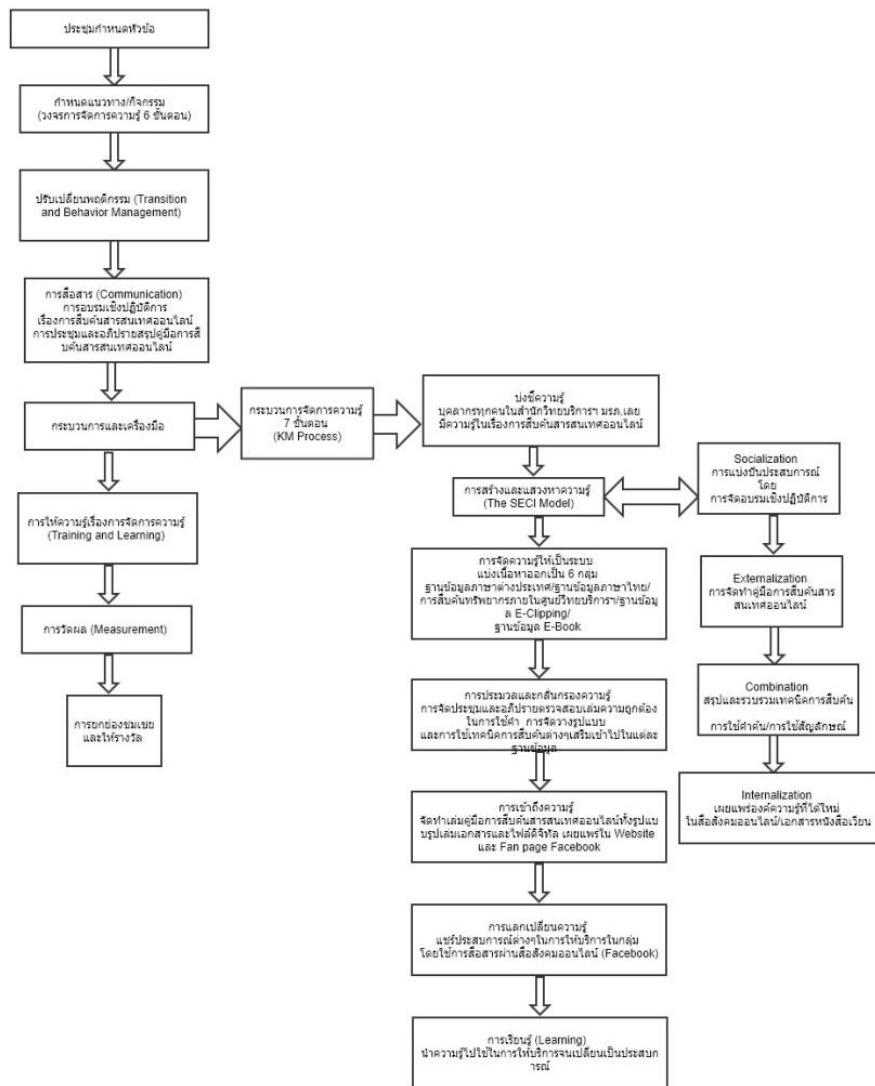 ประชุมกำหนดหัวข้อ
กำหนดแนวทาง/กิจกรรม
(วงจรการจัดการความรู้ 6 ขั้นตอน)
ปรับเปลี่ยนพฤติกรรม (Transition
and Behavior Management)
การสื่อสาร (Communication)
การอบรมเชิงปฏิบัติการ
เรื่องการสืบค้นสารสนเทศออนไลน์
การประชุมและอภิปรายสรุปคู่มือการสื
บค้นสารสนเทศออนไลน์
กระบวนการและเครื่องมือ
การให้ความรู้เรื่องการจัดการความรู้
(Training and Learning)
การวัดผล (Measurement)
การยกย่องชมเชย
และให้รางวัล
กระบวนการจัดการความรู้
7 ขั้นตอน
(KM Process)
บ่งชี้ความรู้
บุคลากรทุกคนในสำนักวิทยบริการฯ มรภ.เลย
มีความรู้ในเรื่องการสืบค้นสารสนเทศออนไลน์
การสร้างและแสวงหาความรู้
(The SECI Model)
การจัดความรู้ให้เป็นระบบ
แบ่งเนื้อหาออกเป็น 6 กลุ่ม
ฐานข้อมูลภาษาต่างประเทศ/ฐานข้อมูลภาษาไทย/
การสืบค้นทรัพยากรภายในศูนย์วิทยบริการฯ/ฐานข้อมู
ล E-Clipping/
ฐานข้อมูล E-Book
การประมวลและกลั่นกรองความรู้
การจัดประชุมและอภิปรายตรวจสอบเล่มความถูกต้อง
ในการใช้คำ การจัดวางรูปแบบ
และการใช้เทคนิคการสืบค้นต่างๆเสริมเข้าไปในแต่ละ
ฐานข้อมูล
การเข้าถึงความรู้
จัดทำเล่มคู่มือการสืบค้นสารสนเทศออนไลน์ทั้งรูปแบ
บรูปเล่มเอกสารและไฟล์ดิจิทัล เผยแพร่ใน Website
และ Fan page Facebook
การแลกเปลี่ยนความรู้
แชร์ประสบการณ์ต่างๆในการให้บริการในกลุ่ม
โดยใช้การสื่อสารผ่านสื่อสังคมออนไลน์ (Facebook)
การเรียนรู้ (Learning)
นำความรู้ไปใช้ในการให้บริการจนเปลี่ยนเป็นประสบก
ารณ์
Socialization
การแบ่งปันประสบการณ์
โดย
การจัดอบรมเชิงปฏิบัติการ
Externalization
การจัดทำคู่มือการสืบค้นสาร
สนเทศออนไลน์
Combination
สรุปและรวบรวมเทคนิคการสืบค้น
การใช้คำค้น/การใช้สัญลักษณ์
Internalization
เผยแพร่องค์ความรู้ที่ได้ใหม่
ในสื่อสังคมออนไลน์/เอกสารหนังสือเวียน